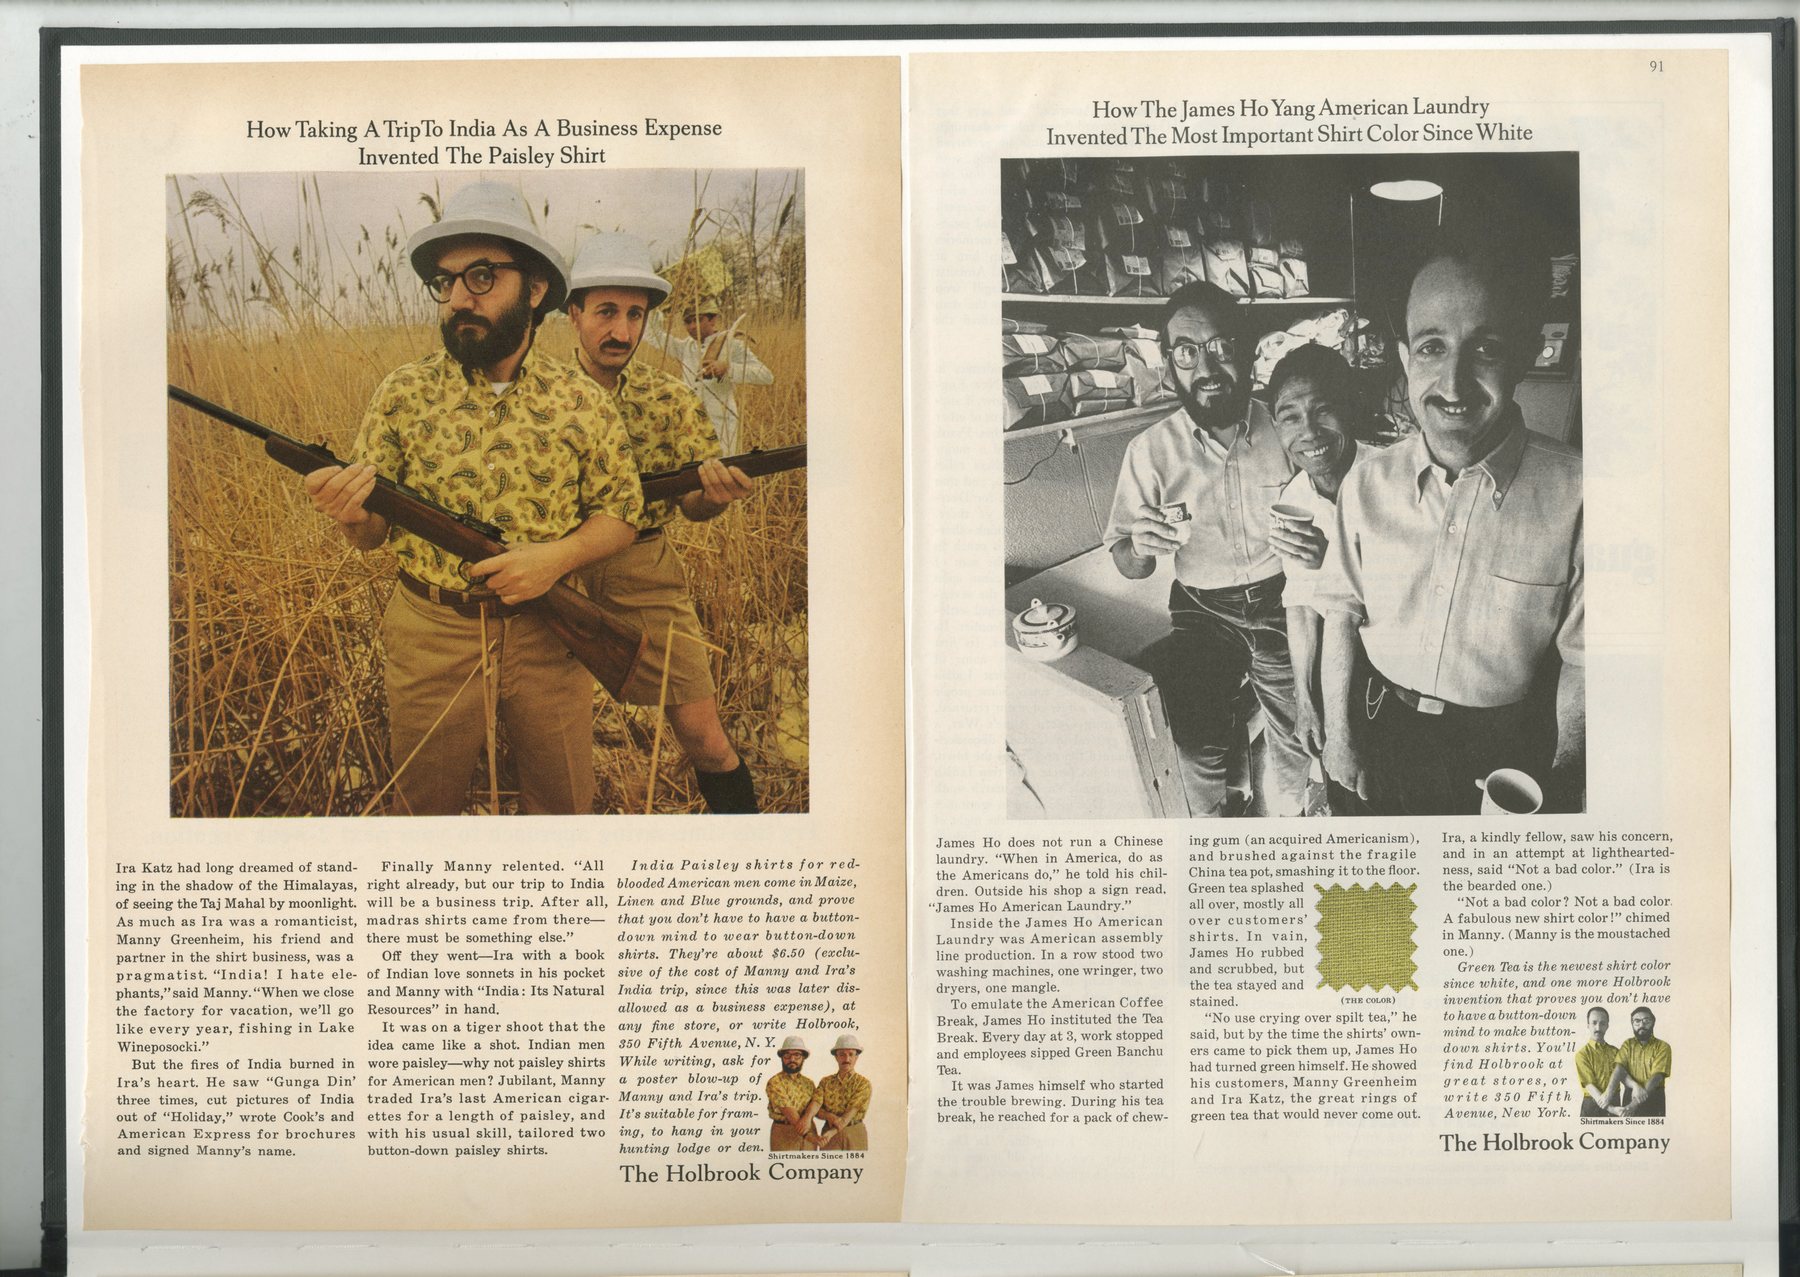 How Taking A Trip To India As A Business Expense
Invented The Paisley Shirt
Ira Katz had long dreamed of stand-
ing in the shadow of the Himalayas,
of seeing the Taj Mahal by moonlight.
As much as Ira was a romanticist,
Manny Greenheim, his friend and
partner in the shirt business, was a
pragmatist. “India! I hate ele-
phants,” said Manny. “When we close
the factory for vacation, we’ll go
like every year, fishing in Lake
Wineposocki.”
But the fires of India burned in
Ira’s heart. He saw “Gunga Din’
three times, cut pictures of India
out of “Holiday,” wrote Cook’s and
American Express for brochures
and signed Manny’s name.
Finally Manny relented. “All
right already, but our trip to India
will be a business trip. After all,
madras shirts came from there—
there must be something else.”
Off they went—Ira with a book
of Indian love sonnets in his pocket
and Manny with “India: Its Natural
Resources” in hand.
It was on a tiger shoot that the
idea came like a shot. Indian men
wore paisley—why not paisley shirts
for American men? Jubilant, Manny
traded Ira’s last American cigar-
ettes for a length of paisley, and
with his usual skill, tailored two
button-down paisley shirts.
India Paisley shirts for red-
blooded American men come in Maize,
Linen and Blue grounds, and prove
that you don’t have to have a button-
down mind to wear button-down
shirts. They’re about $6.50 (exclu-
sive of the cost of Manny and Ira’s
India trip, since this was later dis-
allowed as a business expense), at
any fine store, or write Holbrook,
350 Fifth Avenue, N. Y.
While writing, ask for
a poster blow-up of
Manny and Ira’s trip.
It’s suitable for fram-
ing, to hang in your
hunting lodge or den.
Shirtmakers Since 1884
The Holbrook Company
91
How The James Ho Yang American Laundry
Invented The Most Important Shirt Color Since White
James Ho does not run a Chinese
laundry. “When in America, do as
the Americans do,” he told his chil-
dren. Outside his shop a sign read,
“James Ho American Laundry.”
Inside the James Ho American
Laundry was American assembly
line production. In a row stood two
washing machines, one wringer, two
dryers, one mangle.
To emulate the American Coffee
Break, James Ho instituted the Tea
Break. Every day at 3, work stopped
and employees sipped Green Banchu
Tea.
It was James himself who started
the trouble brewing. During his tea
break, he reached for a pack of chew-
ing gum (an acquired Americanism),
and brushed against the fragile
China tea pot, smashing it to the floor.
Green tea splashed
all over, mostly all
over customers’
shirts. In vain,
James Ho rubbed
and scrubbed, but
the tea stayed and
stained.
(THE COLOR)
“No use crying over spilt tea,” he
said, but by the time the shirts’ own-
ers came to pick them up, James Ho
had turned green himself. He showed
his customers, Manny Greenheim
and Ira Katz, the great rings of
green tea that would never come out.
Ira, a kindly fellow, saw his concern,
and in an attempt at lighthearted-
ness, said “Not a bad color.” (Ira is
the bearded one.)
“Not a bad color? Not a bad color.
A fabulous new shirt color!” chimed
in Manny. (Manny is the moustached
one.)
Green Tea is the newest shirt color
since white, and one more Holbrook
invention that proves you don’t have
to have a button-down
mind to make button-
down shirts. You’ll
find Holbrook at
great stores, or
write 350 Fifth
Avenue, New York.
Shirtmakers Since 1884
The Holbrook Company